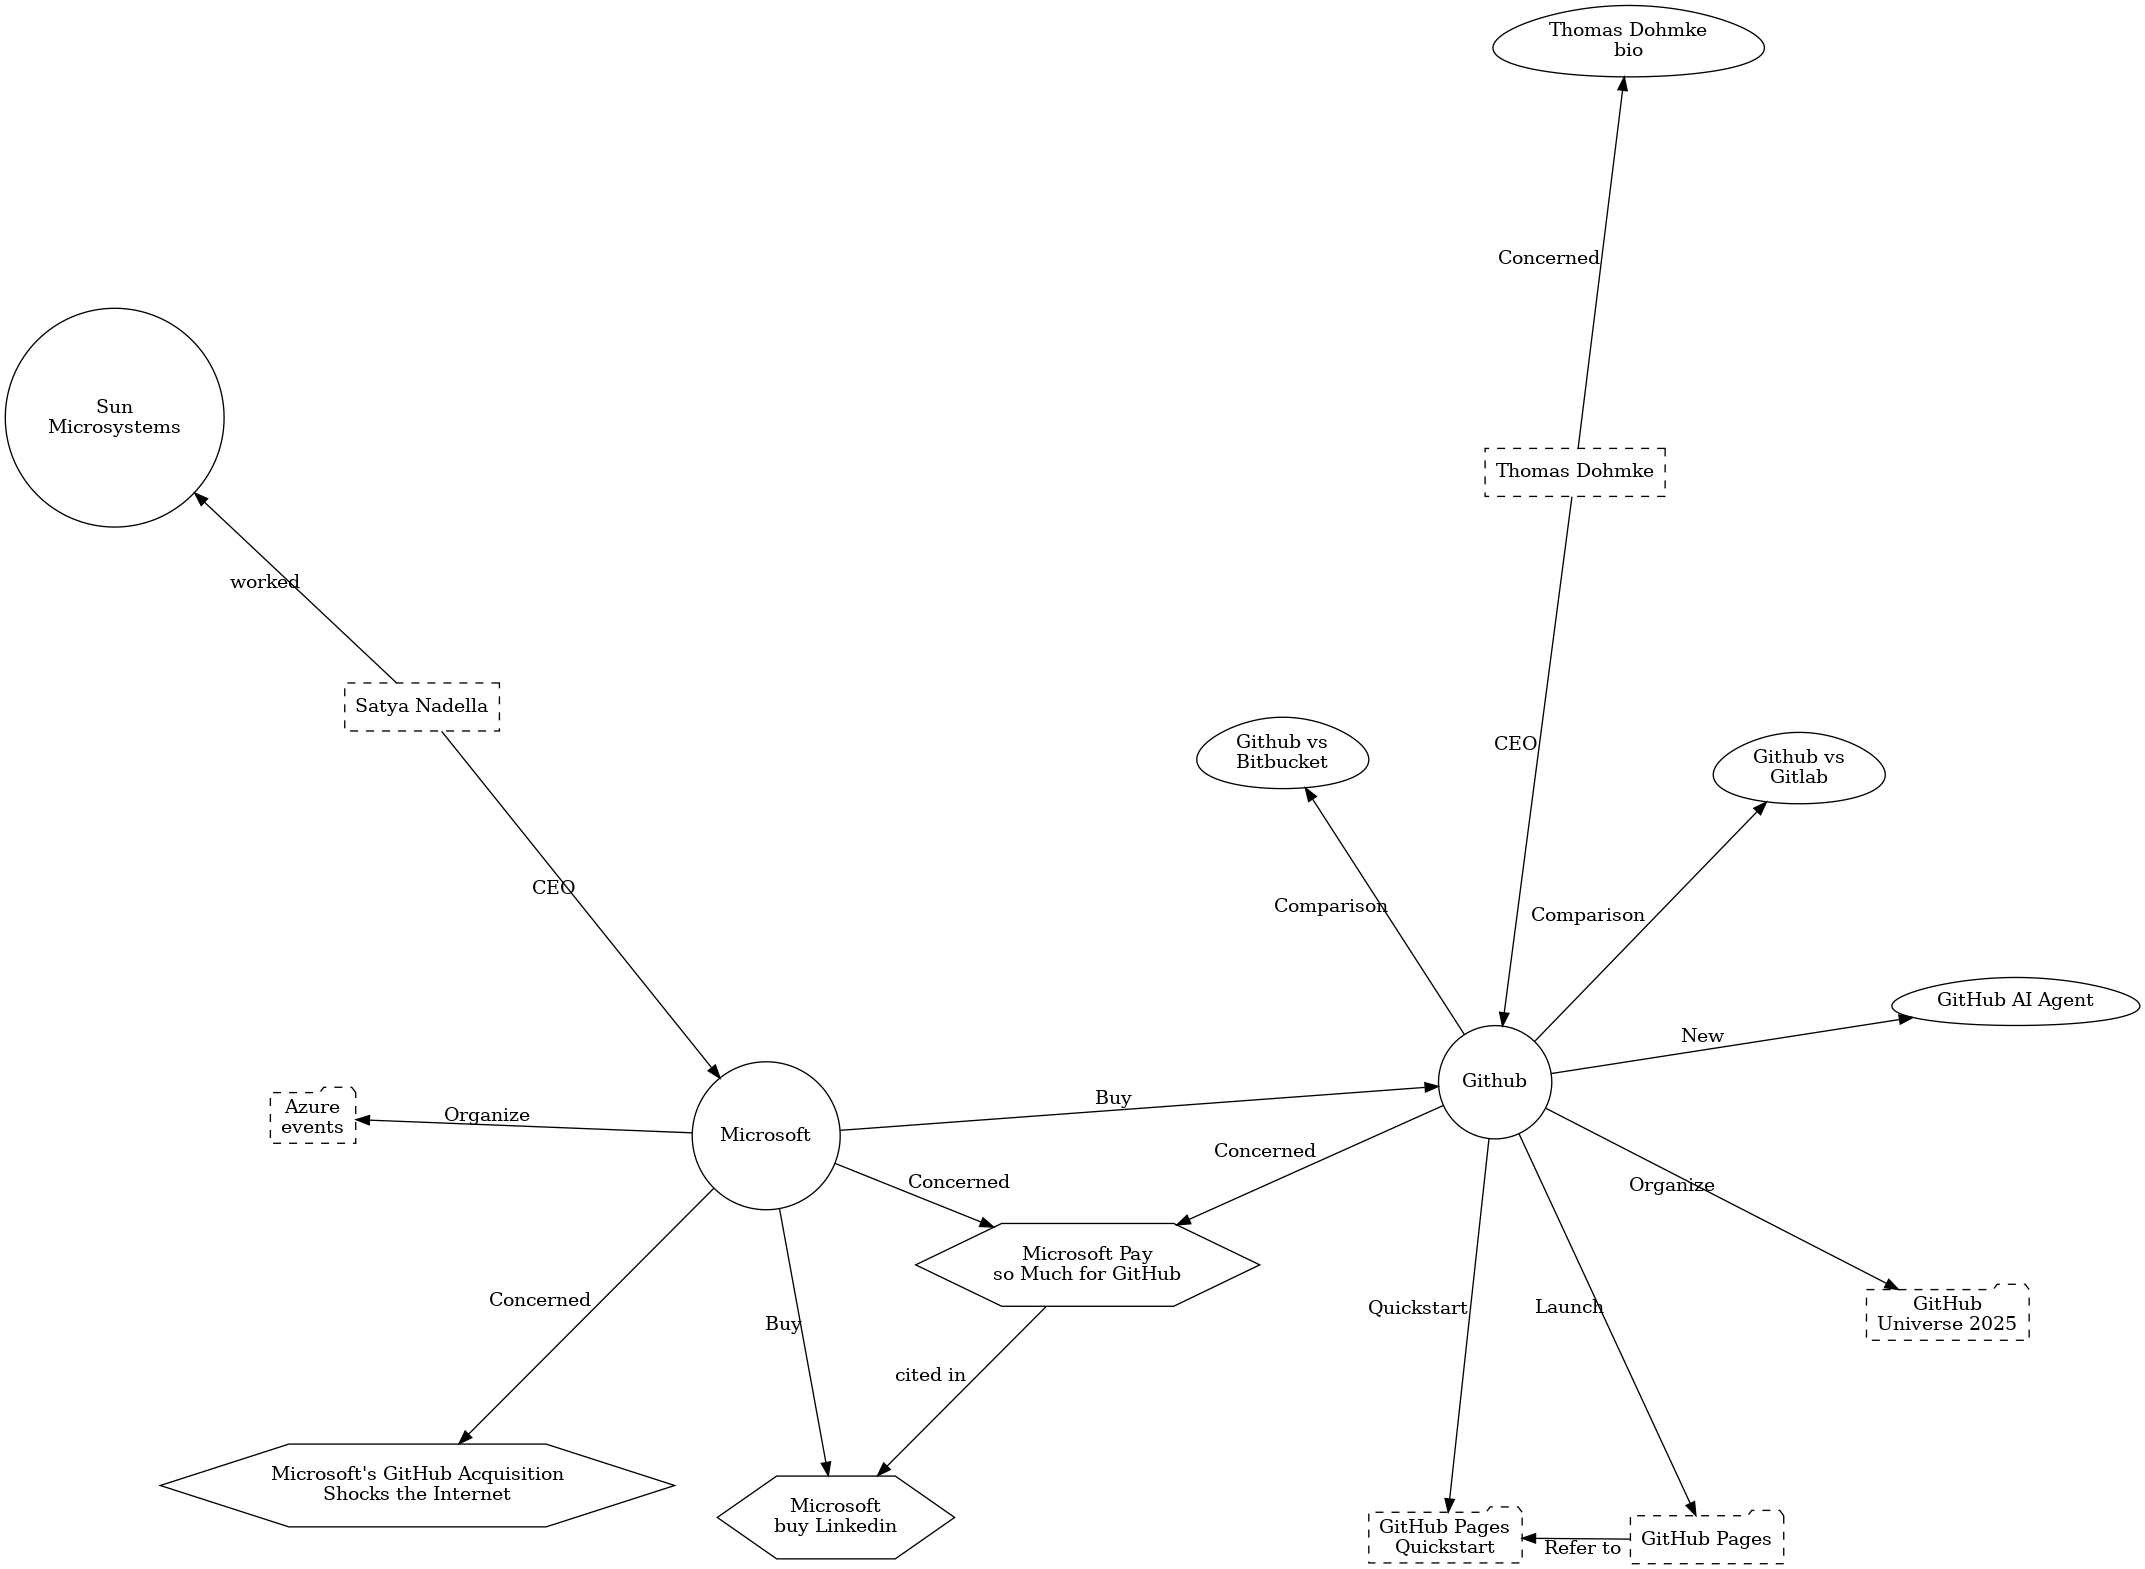 Thomas Dohmke
bio
Concerned
Sun
Microsystems
Thomas Dohmke
worked
Satya Nadella
Github vs
Bitbucket
CEO
Github vs
Gitlab
CEO
Comparison
Comparison
GitHub AI Agent
New
Github
Azure
events
Organize
Microsoft
Buy
Concerned
Concerned
Organize
Microsoft Pay
so Much for GitHub
Concerned
Buy
Quickstart
Launch
GitHub
Universe 2025
cited in
Microsoft's GitHub Acquisition
Shocks the Internet
Microsoft
buy Linkedin
GitHub Pages
Quickstart
Refer to
GitHub Pages